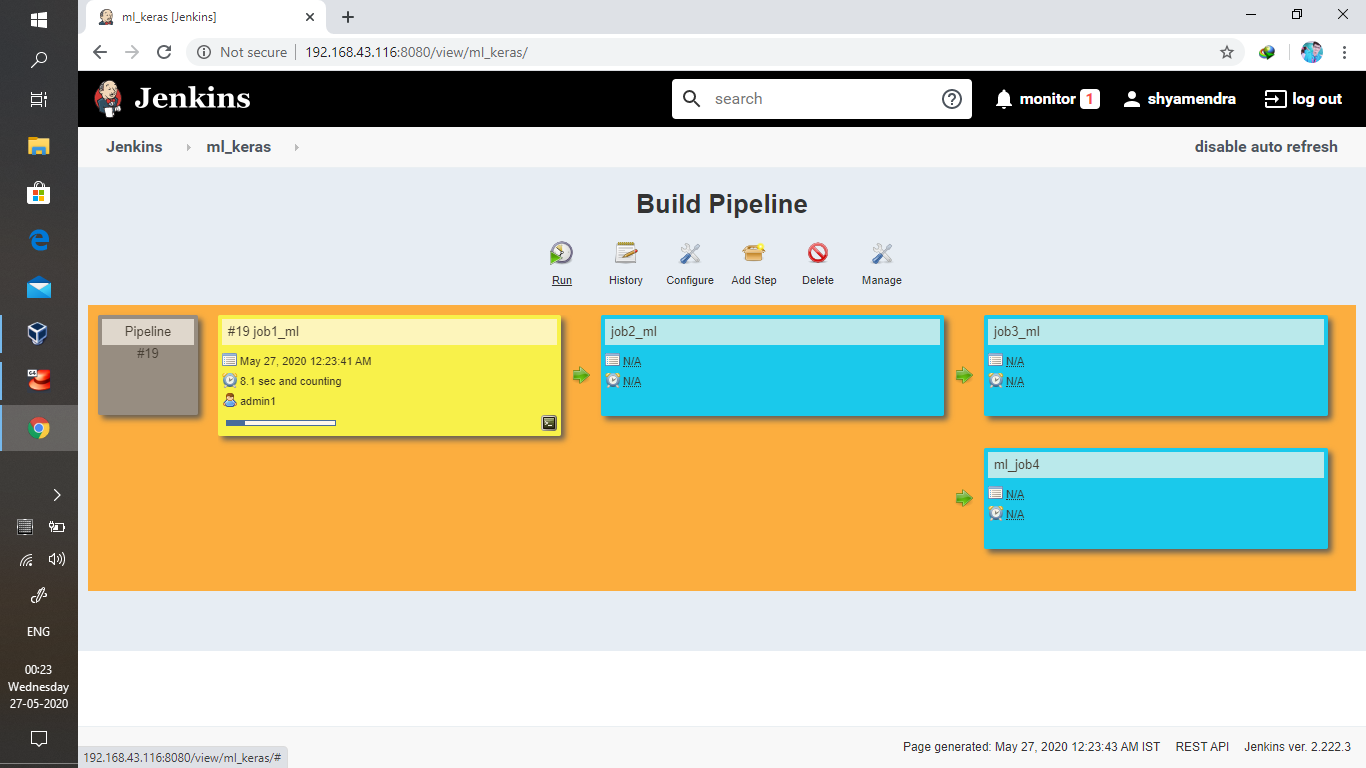 ml_keras [Jenkins]
Not secure
192.168.43.116:8080/view/ml_keras/
Jenkins
search
monitor 1
shyamendra
log out
Jenkins
ml_keras
disable auto refresh
Build Pipeline
Run
History
Configure
Add Step
Delete
Manage
Pipeline
#19
#19 job1_ml
May 27, 2020 12:23:41 AM
8.1 sec and counting
admin1
job2_ml
N/A
N/A
job3_ml
N/A
N/A
ml_job4
N/A
N/A
64
ENG
00:23
Wednesday
27-05-2020
192.168.43.116:8080/view/ml_keras/#
Page generated: May 27, 2020 12:23:43 AM IST
REST API
Jenkins ver. 2.222.3